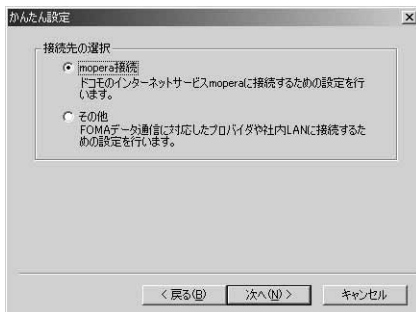 かんたん設定
接続先の選択
mopera接続
ドコモのインターネットサービスmoperaに接続するための設定を行
います。
その他
FOMAデータ通信に対応したプロバイダや社内LANに接続するた
めの設定を行います。
< 戻る(B)
次へ(N) >
キャンセル